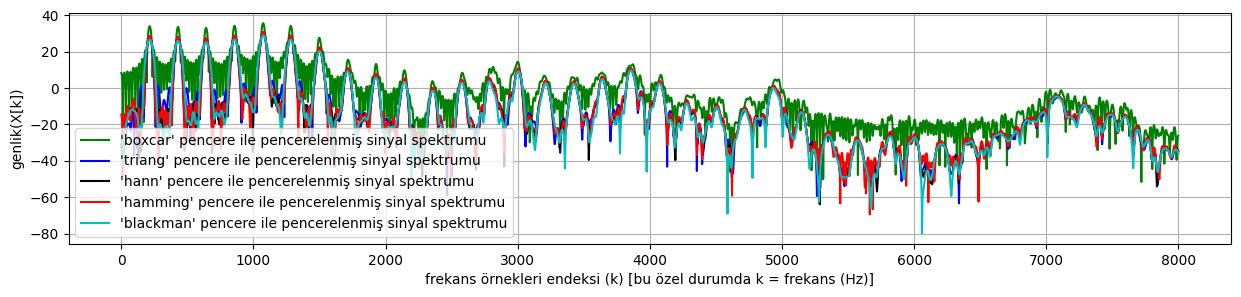 40
20
0
−20
−40
−60
−80
genlik(X[k])
'boxcar' pencere ile pencerelenmiş sinyal spektrumu
'triang' pencere ile pencerelenmiş sinyal spektrumu
'hann' pencere ile pencerelenmiş sinyal spektrumu
'hamming' pencere ile pencerelenmiş sinyal spektrumu
'blackman' pencere ile pencerelenmiş sinyal spektrumu
0 1000 2000 3000 4000 5000 6000 7000 8000
frekans örnekleri endeksi (k) [bu özel durumda k = frekans (Hz)]